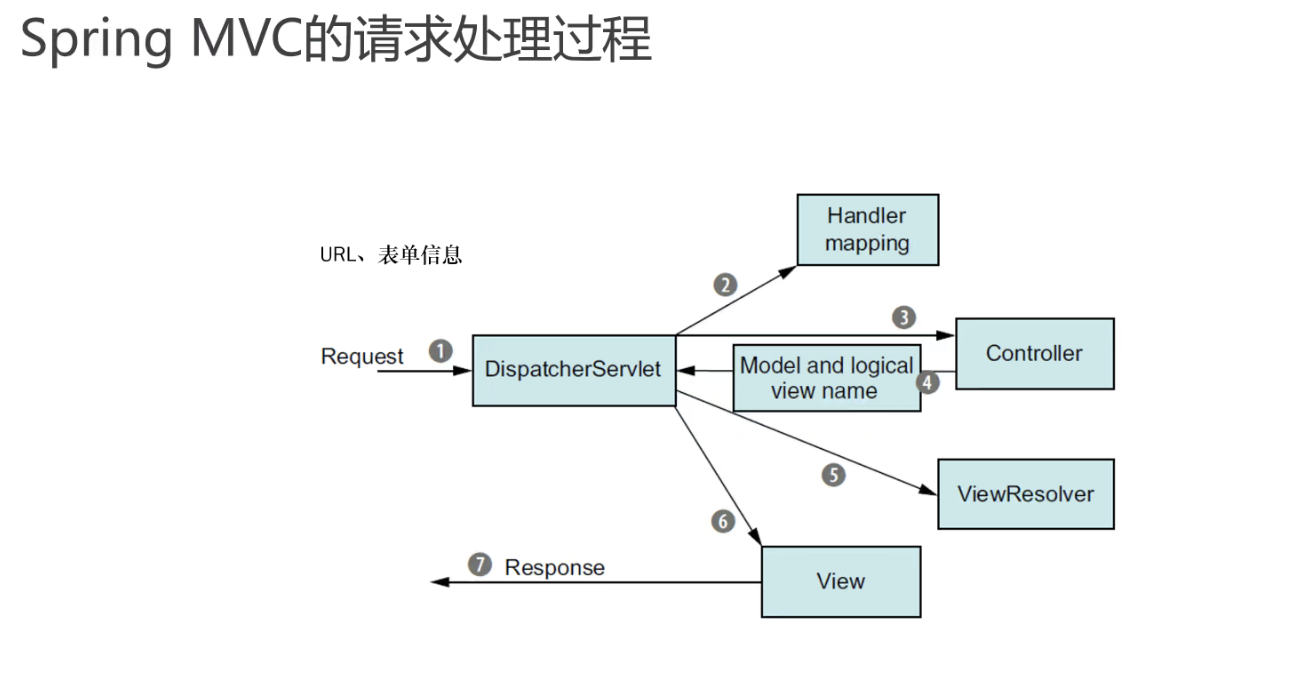 Spring MVC的请求处理过程
Handler
mapping
URL、表单信息
2
3
Request
1
DispatcherServlet
Model and logical
view name
4
Controller
5
ViewResolver
6
7
Response
View